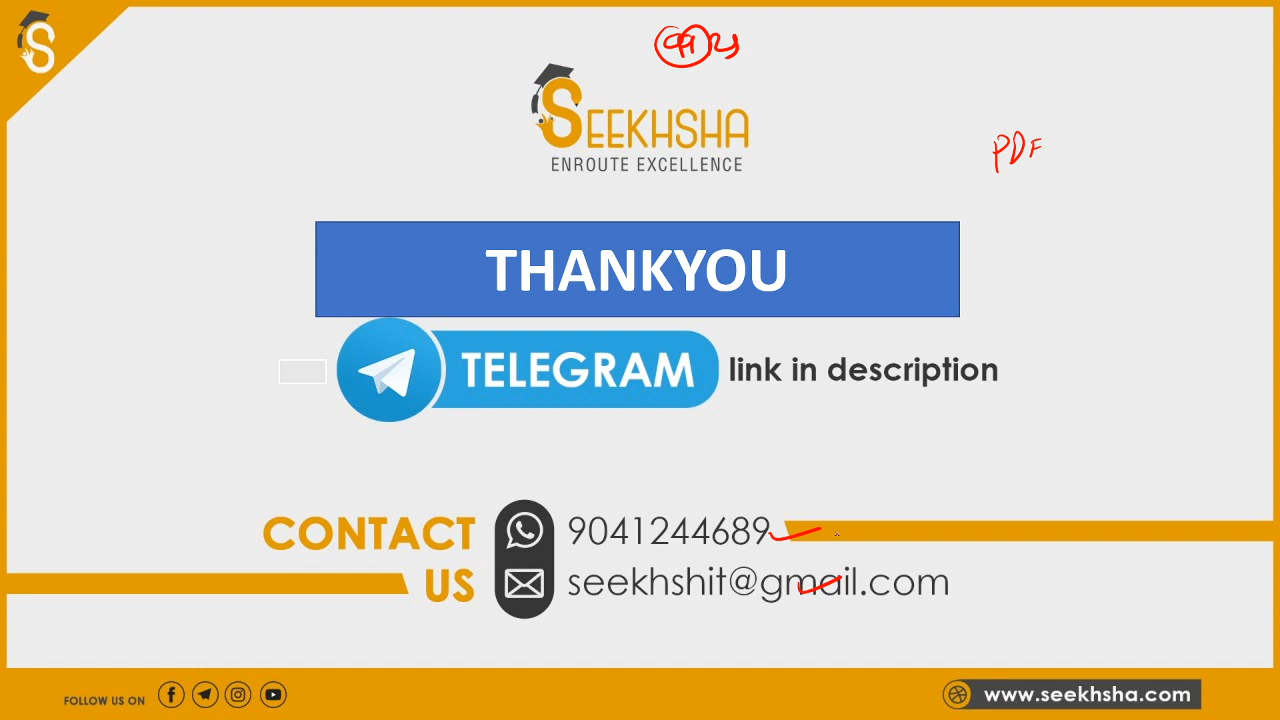 SEEKHSHA
ENROUTE EXCELLENCE
PDF
THANKYOU
TELEGRAM link in description
CONTACT US
9041244689
seekhshit@gmail.com
FOLLOW US ON
www.seekhsha.com